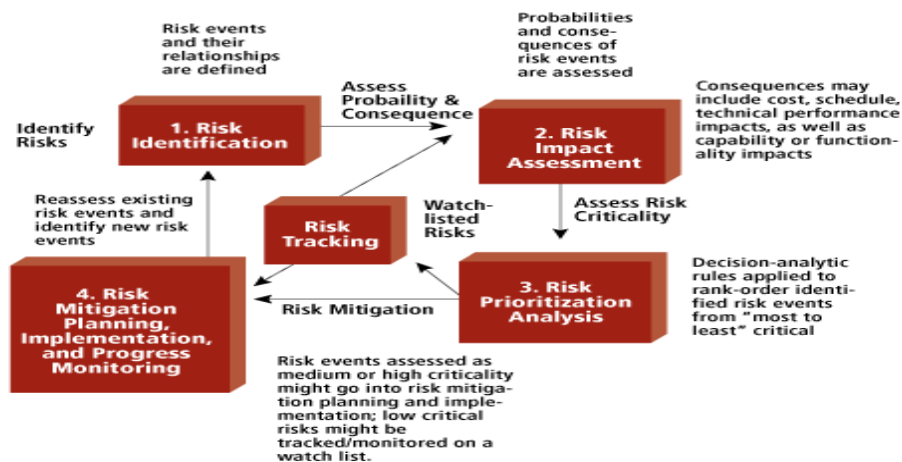 Risk events
and their
relationships
are defined
Probabilities
and conse-
quences of
risk events
are assessed
Assess
Probaility &
Consequence
Identify
Risks
1. Risk
Identification
2. Risk
Impact
Assessment
Consequences may
include cost, schedule,
technical performance
impacts, as well as
capability or function-
ality impacts
Reassess existing
risk events and
identify new risk
events
Risk
Tracking
Watch-
listed
Risks
Assess Risk
Criticality
4. Risk
Mitigation
Planning,
Implementation,
and Progress
Monitoring
Risk Mitigation
3. Risk
Prioritization
Analysis
Decision-analytic
rules applied to
rank-order identi-
fied risk events
from “most to
least” critical
Risk events assessed as
medium or high criticality
might go into risk mitiga-
tion planning and imple-
mentation; low critical
risks might be
tracked/monitored on a
watch list.